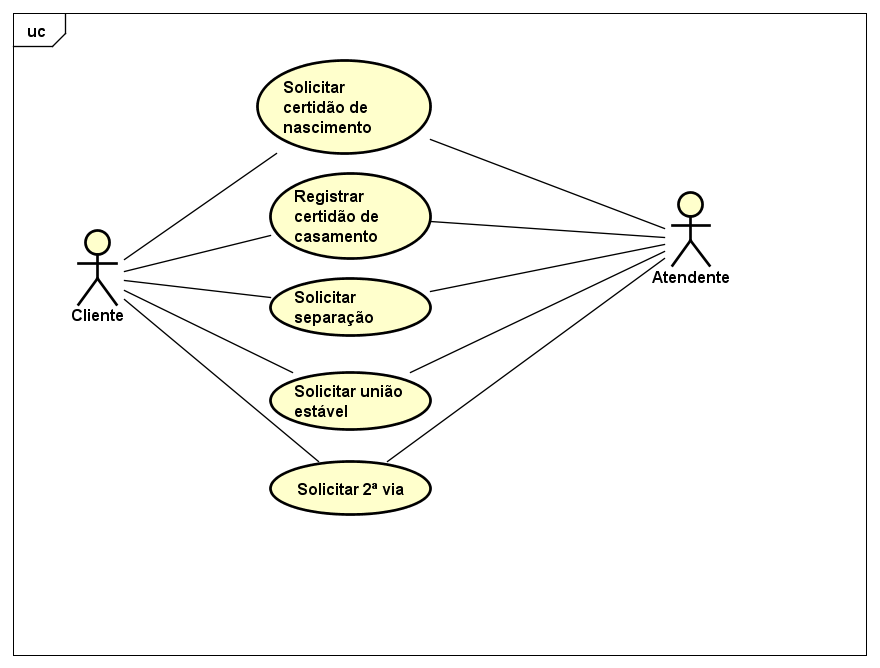 uc
Solicitar
certidão de
nascimento
Registrar
certidão de
casamento
Atendente
Cliente
Solicitar
separação
Solicitar união
estável
Solicitar 2ª via